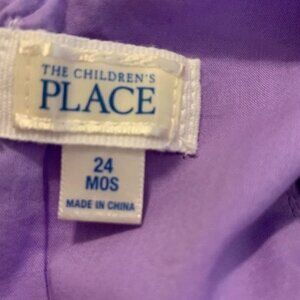 THE CHILDREN'S
PLACE
24
MOS
MADE IN CHINA